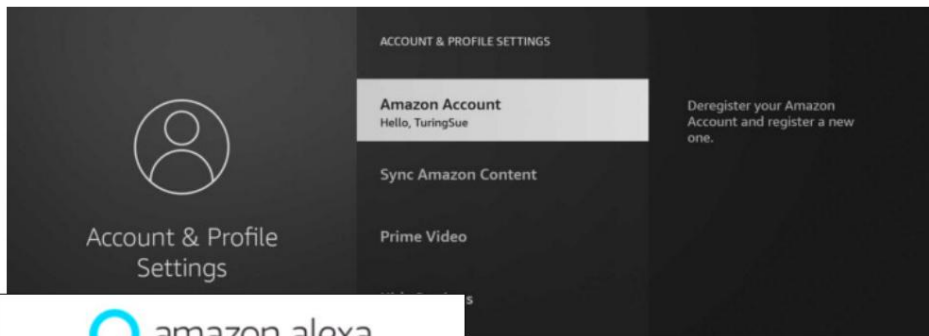 ACCOUNT & PROFILE SETTINGS
Amazon Account
Hello, TuringSue
Deregister your Amazon
Account and register a new
one.
Sync Amazon Content
Prime Video
Account & Profile
Settings
amazon alexa